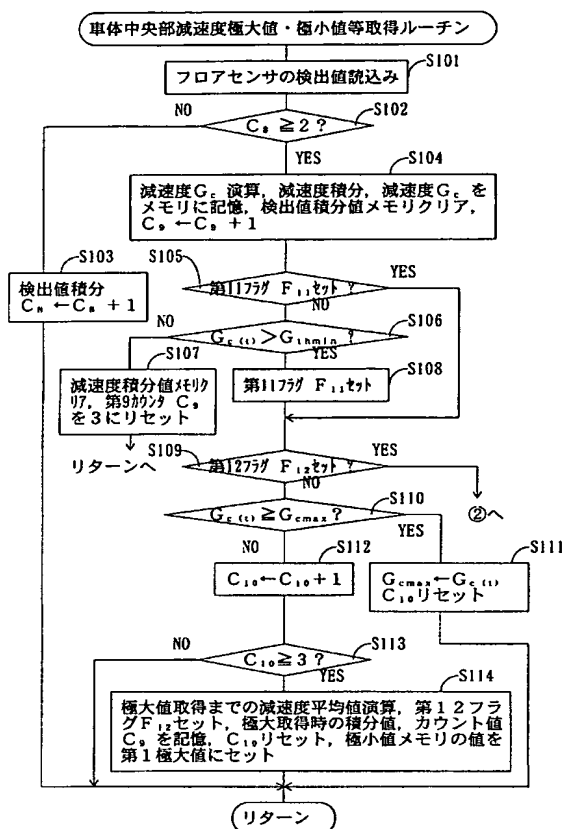 車体中央部減速度極大値・極小値等取得ルーチン
S101
フロアセンサの検出値読込み
S102
NO
C₈ ≧2？
YES
S104
減速度G꜀ 演算，減速度積分，減速度G꜀ を
メモリに記憶，検出値積分値メモリクリア，
C₉ ←C₉ ＋1
S103
検出値積分
C₈ ←C₈ ＋1
S105
第11フラグ F₁₁セット？
YES
NO
S106
NO
G꜀(t)＞Gthmin ？
YES
S107
減速度積分値メモリク
リア，第9カウンタ C₉
を3にリセット
リターンへ
S108
第11フラグ F₁₁セット
S109
第12フラグ F₁₂セット？
YES
NO
②へ
S110
G꜀(t)≧Gcmax？
YES
NO
S111
Gcmax←G꜀(t)
C₁₀リセット
S112
C₁₀←C₁₀＋1
S113
NO
C₁₀≧3？
YES
S114
極大値取得までの減速度平均値演算，第12フラ
グF₁₂セット，極大取得時の積分値，カウント値
C₉ を記憶，C₁₀リセット，極小値メモリの値を
第1極大値にセット
リターン